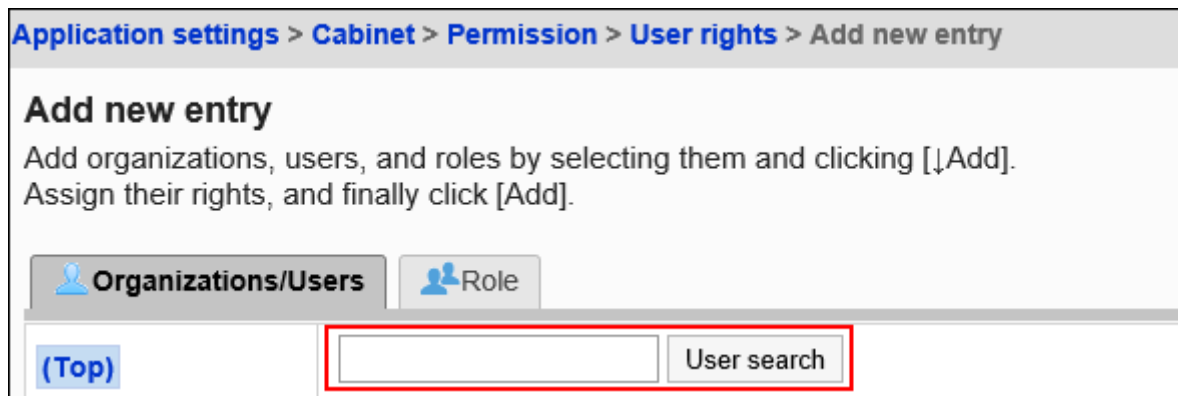 Application settings > Cabinet > Permission > User rights > Add new entry
Add new entry
Add organizations, users, and roles by selecting them and clicking [↓Add].
Assign their rights, and finally click [Add].
Organizations/Users Role
(Top) User search